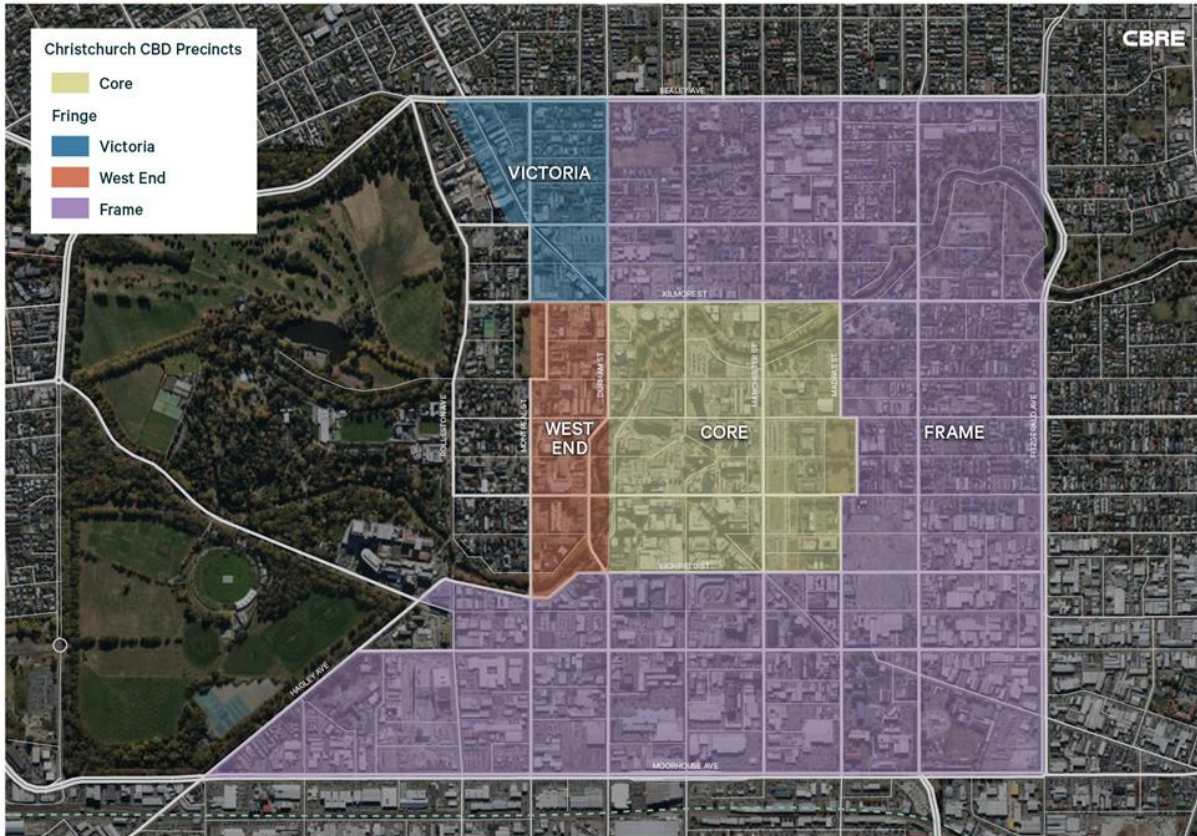 Christchurch CBD Precincts
Core
Fringe
Victoria
West End
Frame
CBRE
BEALEY AVE
VICTORIA
KILMORE ST
DURHAM ST
MANCHESTER ST
MADRAS ST
ROLLESTON AVE
MONTREAL ST
WEST
END
CORE
FRAME
FITZGERALD AVE
LICHFIELD ST
HAGLEY AVE
MOORHOUSE AVE